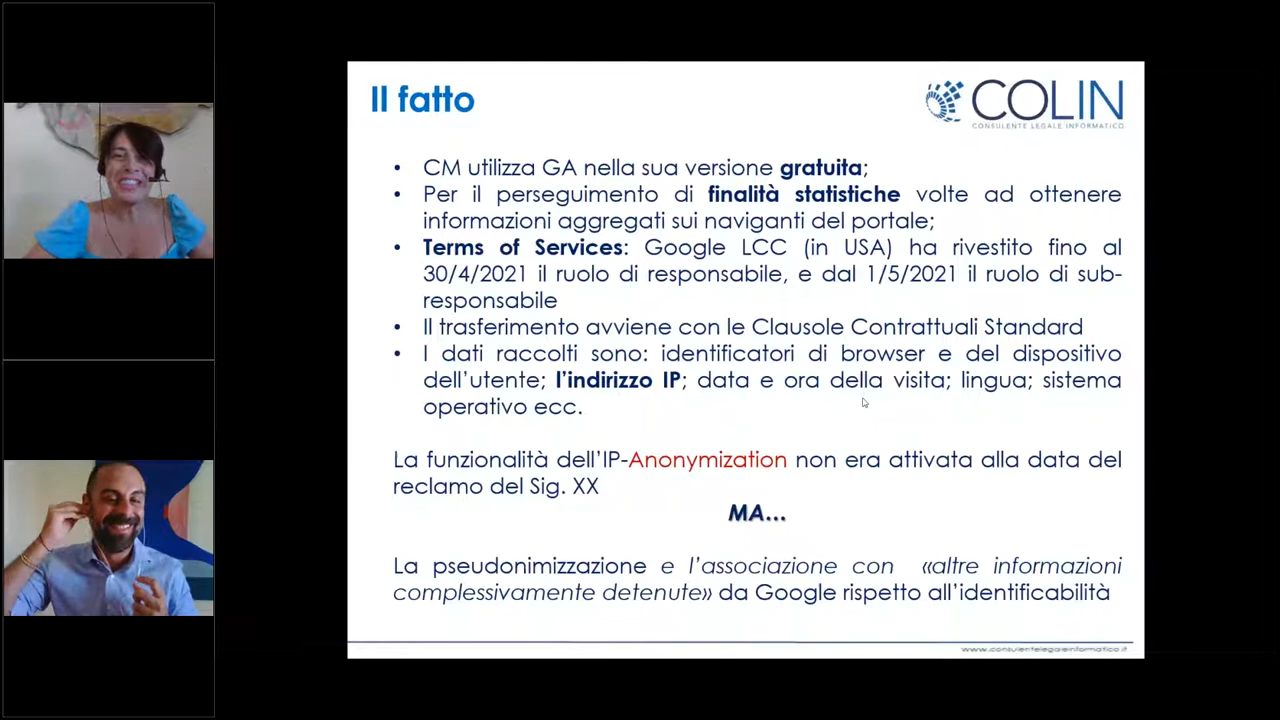 Il fatto
COLIN
CONSULENTE LEGALE INFORMATICO
• CM utilizza GA nella sua versione gratuita;
• Per il perseguimento di finalità statistiche volte ad ottenere
informazioni aggregati sui naviganti del portale;
• Terms of Services: Google LCC (in USA) ha rivestito fino al
30/4/2021 il ruolo di responsabile, e dal 1/5/2021 il ruolo di sub-
responsabile
• Il trasferimento avviene con le Clausole Contrattuali Standard
• I dati raccolti sono: identificatori di browser e del dispositivo
dell'utente; l'indirizzo IP; data e ora della visita; lingua; sistema
operativo ecc.
La funzionalità dell'IP-Anonymization non era attivata alla data del
reclamo del Sig. XX
MA...
La pseudonimizzazione e l'associazione con «altre informazioni
complessivamente detenute» da Google rispetto all'identificabilità
www.consulentelegaleinformatico.it